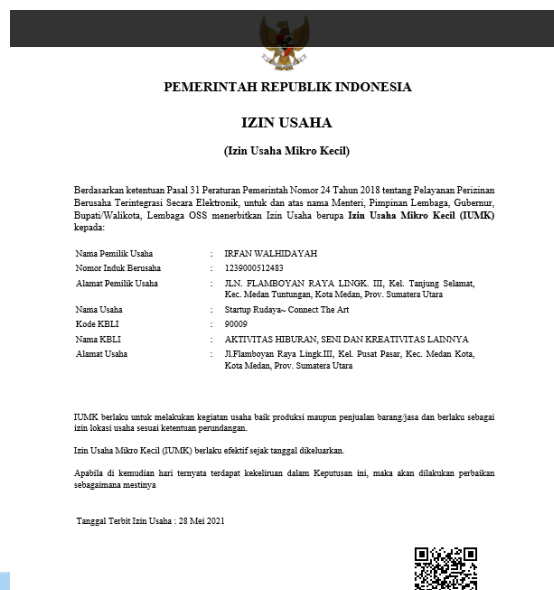 PEMERINTAH REPUBLIK INDONESIA
IZIN USAHA
(Izin Usaha Mikro Kecil)
Berdasarkan ketentuan Pasal 31 Peraturan Pemerintah Nomor 24 Tahun 2018 tentang Pelayanan Perizinan
Berusaha Terintegrasi Secara Elektronik, untuk dan atas nama Menteri, Pimpinan Lembaga, Gubernur,
Bupati/Walikota, Lembaga OSS menerbitkan Izin Usaha berupa Izin Usaha Mikro Kecil (IUMK)
kepada:
Nama Pemilik Usaha : IRFAN WALHIDAYAH
Nomor Induk Berusaha : 1239000512483
Alamat Pemilik Usaha : JLN. FLAMBOYAN RAYA LINGK. III, Kel. Tanjung Selamat,
Kec. Medan Tuntungan, Kota Medan, Prov. Sumatera Utara
Nama Usaha : Startup Rudaya~ Connect The Art
Kode KBLI : 90009
Nama KBLI : AKTIVITAS HIBURAN, SENI DAN KREATIVITAS LAINNYA
Alamat Usaha : Jl.Flamboyan Raya Lingk.III, Kel. Pusat Pasar, Kec. Medan Kota,
Kota Medan, Prov. Sumatera Utara
IUMK berlaku untuk melakukan kegiatan usaha baik produksi maupun penjualan barang/jasa dan berlaku sebagai
izin lokasi usaha sesuai ketentuan perundangan.
Izin Usaha Mikro Kecil (IUMK) berlaku efektif sejak tanggal dikeluarkan.
Apabila di kemudian hari ternyata terdapat kekeliruan dalam Keputusan ini, maka akan dilakukan perbaikan
sebagaimana mestinya
Tanggal Terbit Izin Usaha : 28 Mei 2021